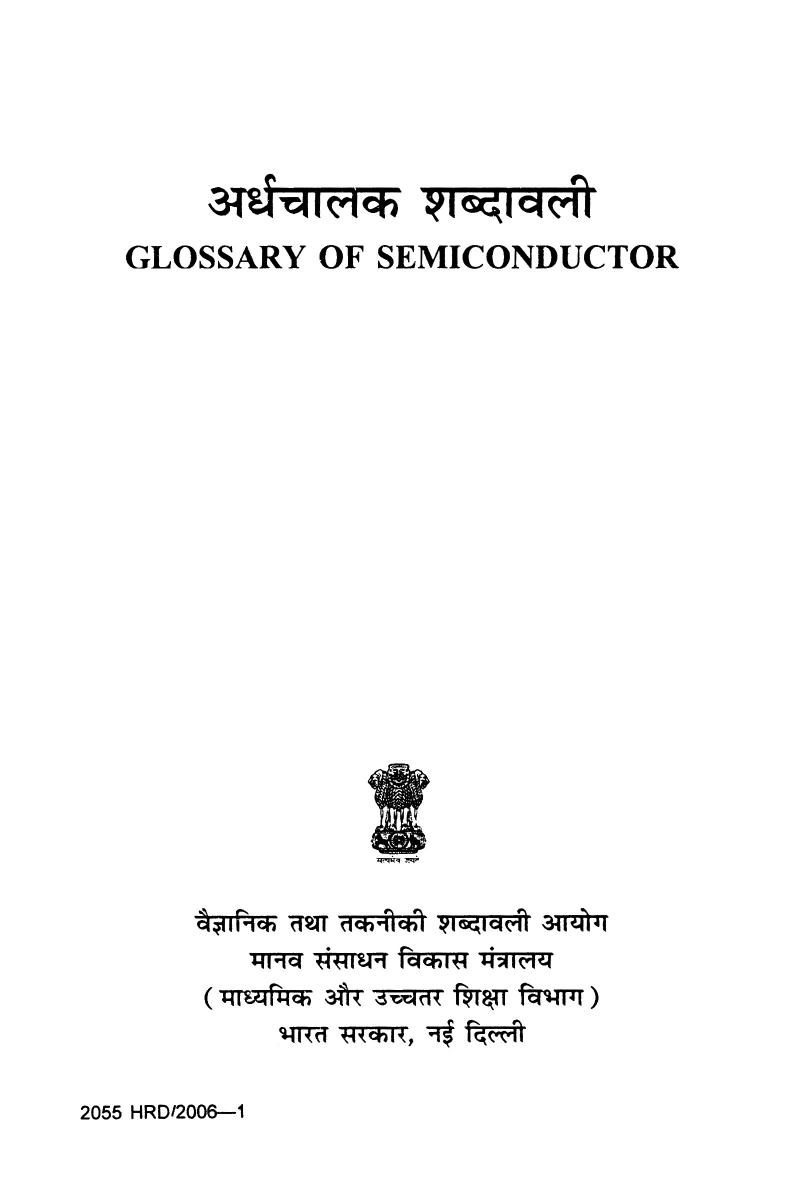 अर्धचालक शब्दावली
GLOSSARY OF SEMICONDUCTOR
सत्यमेव जयते
वैज्ञानिक तथा तकनीकी शब्दावली आयोग
मानव संसाधन विकास मंत्रालय
( माध्यमिक और उच्चतर शिक्षा विभाग )
भारत सरकार, नई दिल्ली
2055 HRD/2006—1